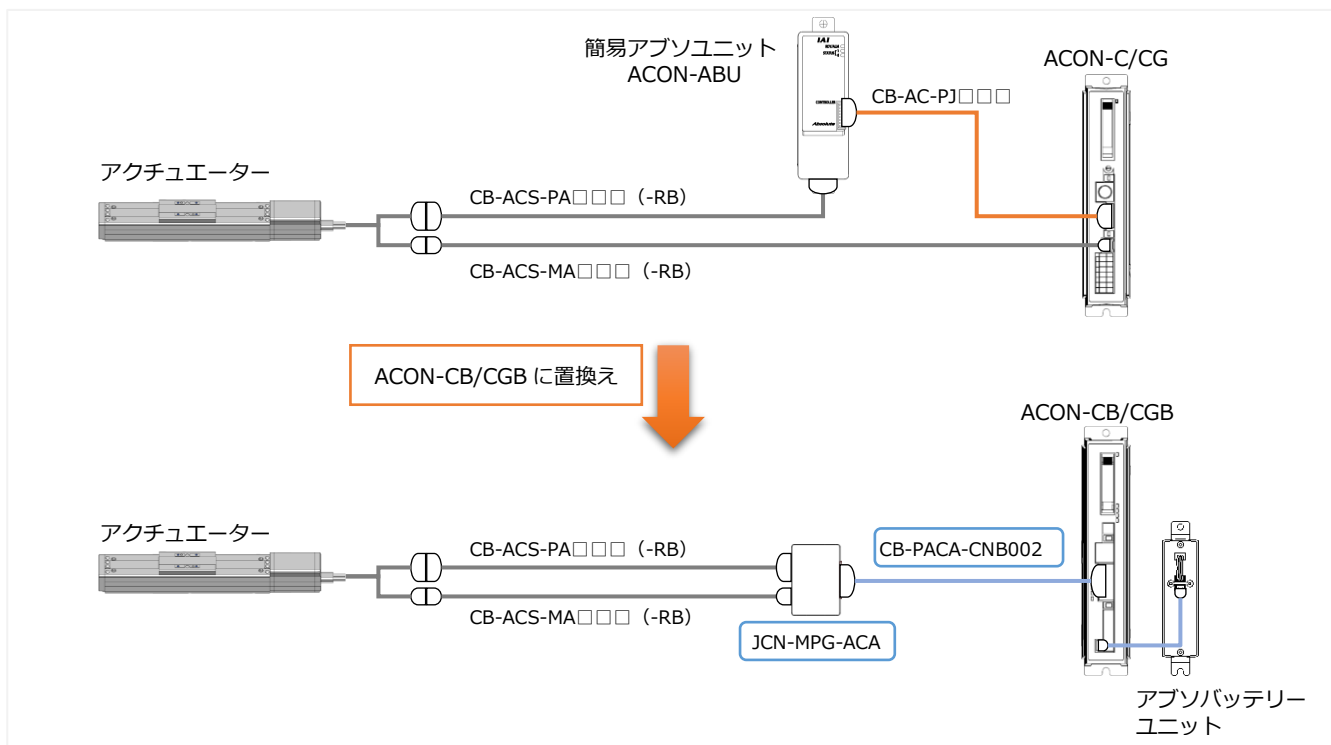 簡易アブソユニット
ACON-ABU
IAI
CONTROLLER
Absolute
CB-AC-PJ□□□
ACON-C/CG
アクチュエーター
CB-ACS-PA□□□（-RB）
CB-ACS-MA□□□（-RB）
ACON-CB/CGB に置換え
ACON-CB/CGB
アクチュエーター
CB-ACS-PA□□□（-RB）
CB-PACA-CNB002
CB-ACS-MA□□□（-RB）
JCN-MPG-ACA
アブソバッテリー
ユニット